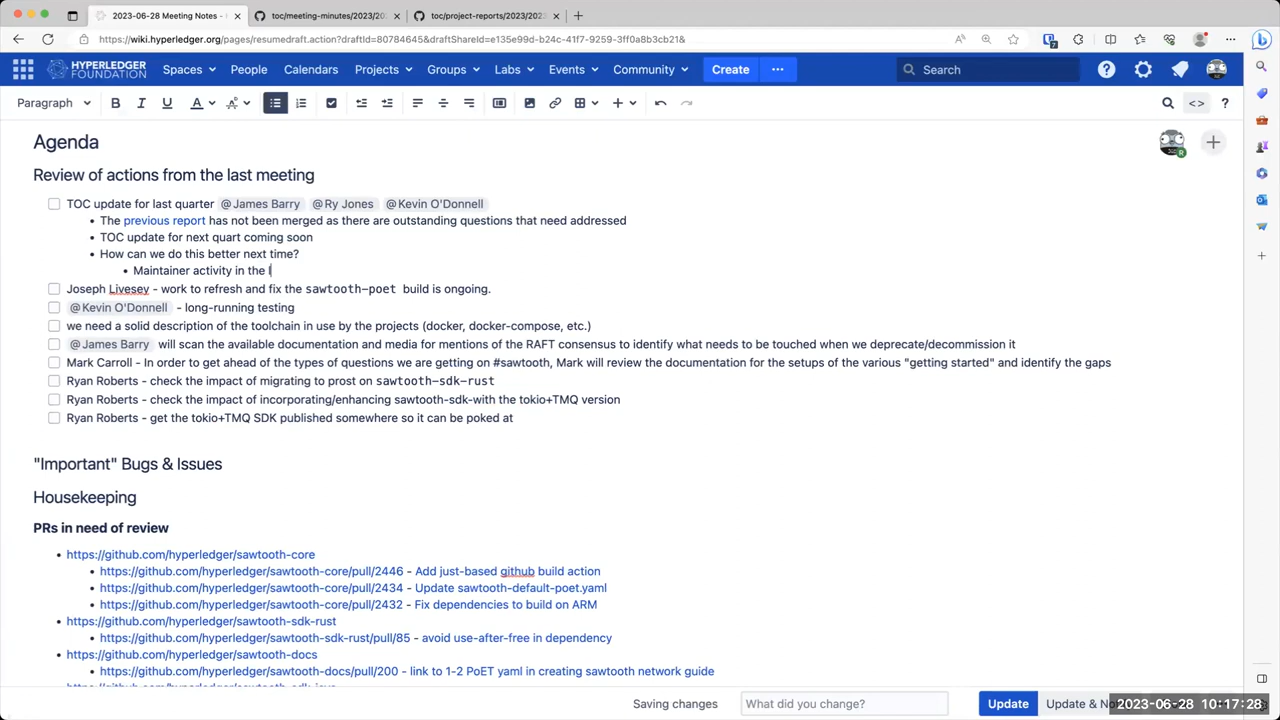 2023-06-28 Meeting Notes -
toc/meeting-minutes/2023/20
toc/project-reports/2023/2023
https://wiki.hyperledger.org/pages/resumedraft.action?draftId=80784645&draftShareId=e135e99d-b24c-41f7-9259-3ff0a8b3cb21&
HYPERLEDGER FOUNDATION Spaces People Calendars Projects Groups Labs Events Community Create Search
Paragraph B I U A
Agenda
Review of actions from the last meeting
TOC update for last quarter @James Barry @Ry Jones @Kevin O'Donnell
• The previous report has not been merged as there are outstanding questions that need addressed
• TOC update for next quart coming soon
• How can we do this better next time?
• Maintainer activity in the l
Joseph Livesey - work to refresh and fix the sawtooth-poet build is ongoing.
@Kevin O'Donnell - long-running testing
we need a solid description of the toolchain in use by the projects (docker, docker-compose, etc.)
@James Barry will scan the available documentation and media for mentions of the RAFT consensus to identify what needs to be touched when we deprecate/decommission it
Mark Carroll - In order to get ahead of the types of questions we are getting on #sawtooth, Mark will review the documentation for the setups of the various "getting started" and identify the gaps
Ryan Roberts - check the impact of migrating to prost on sawtooth-sdk-rust
Ryan Roberts - check the impact of incorporating/enhancing sawtooth-sdk-with the tokio+TMQ version
Ryan Roberts - get the tokio+TMQ SDK published somewhere so it can be poked at
"Important" Bugs & Issues
Housekeeping
PRs in need of review
• https://github.com/hyperledger/sawtooth-core
• https://github.com/hyperledger/sawtooth-core/pull/2446 - Add just-based github build action
• https://github.com/hyperledger/sawtooth-core/pull/2434 - Update sawtooth-default-poet.yaml
• https://github.com/hyperledger/sawtooth-core/pull/2432 - Fix dependencies to build on ARM
• https://github.com/hyperledger/sawtooth-sdk-rust
• https://github.com/hyperledger/sawtooth-sdk-rust/pull/85 - avoid use-after-free in dependency
• https://github.com/hyperledger/sawtooth-docs
• https://github.com/hyperledger/sawtooth-docs/pull/200 - link to 1-2 PoET yaml in creating sawtooth network guide
Saving changes What did you change? Update Update & No
2023-06-28 10:17:28